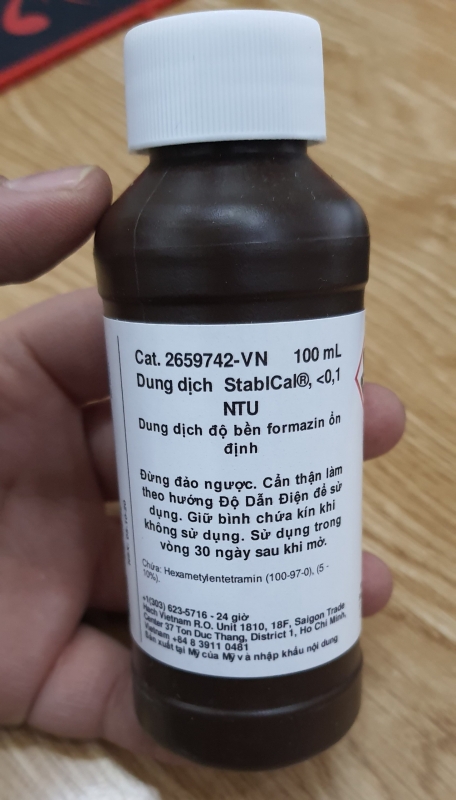 Cat. 2659742-VN 100 mL
Dung dịch StablCal®, <0,1
NTU
Dung dịch độ bền formazin ổn
định
Đừng đảo ngược. Cẩn thận làm
theo hướng Độ Dẫn Điện để sử
dụng. Giữ bình chứa kín khi
không sử dụng. Sử dụng trong
vòng 30 ngày sau khi mở.
Chứa: Hexametylentetramin (100-97-0), (5 -
10%).
+1(303) 623-5716 - 24 giờ
Hach Vietnam R.O. Unit 1810, 18F, Saigon Trade
Center 37 Ton Duc Thang, District 1, Ho Chi Minh,
Vietnam +84 8 3911 0481
Sản xuất tại Mỹ của Mỹ và nhập khẩu nội dung